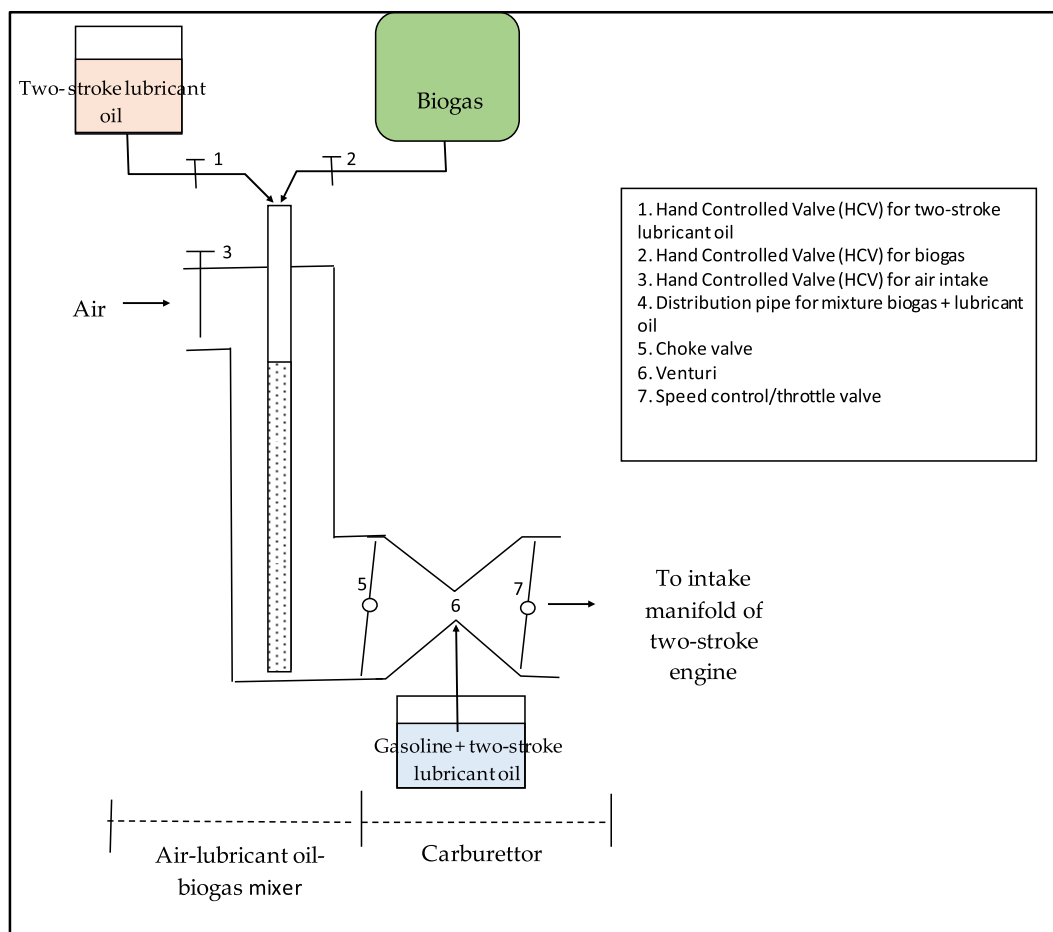 Two-stroke lubricant
oil
Biogas
1
2
3
Air
1. Hand Controlled Valve (HCV) for two-stroke
lubricant oil
2. Hand Controlled Valve (HCV) for biogas
3. Hand Controlled Valve (HCV) for air intake
4. Distribution pipe for mixture biogas + lubricant
oil
5. Choke valve
6. Venturi
7. Speed control/throttle valve
5
6
7
To intake
manifold of
two-stroke
engine
Gasoline + two-stroke
lubricant oil
Air-lubricant oil-
biogas mixer
Carburettor